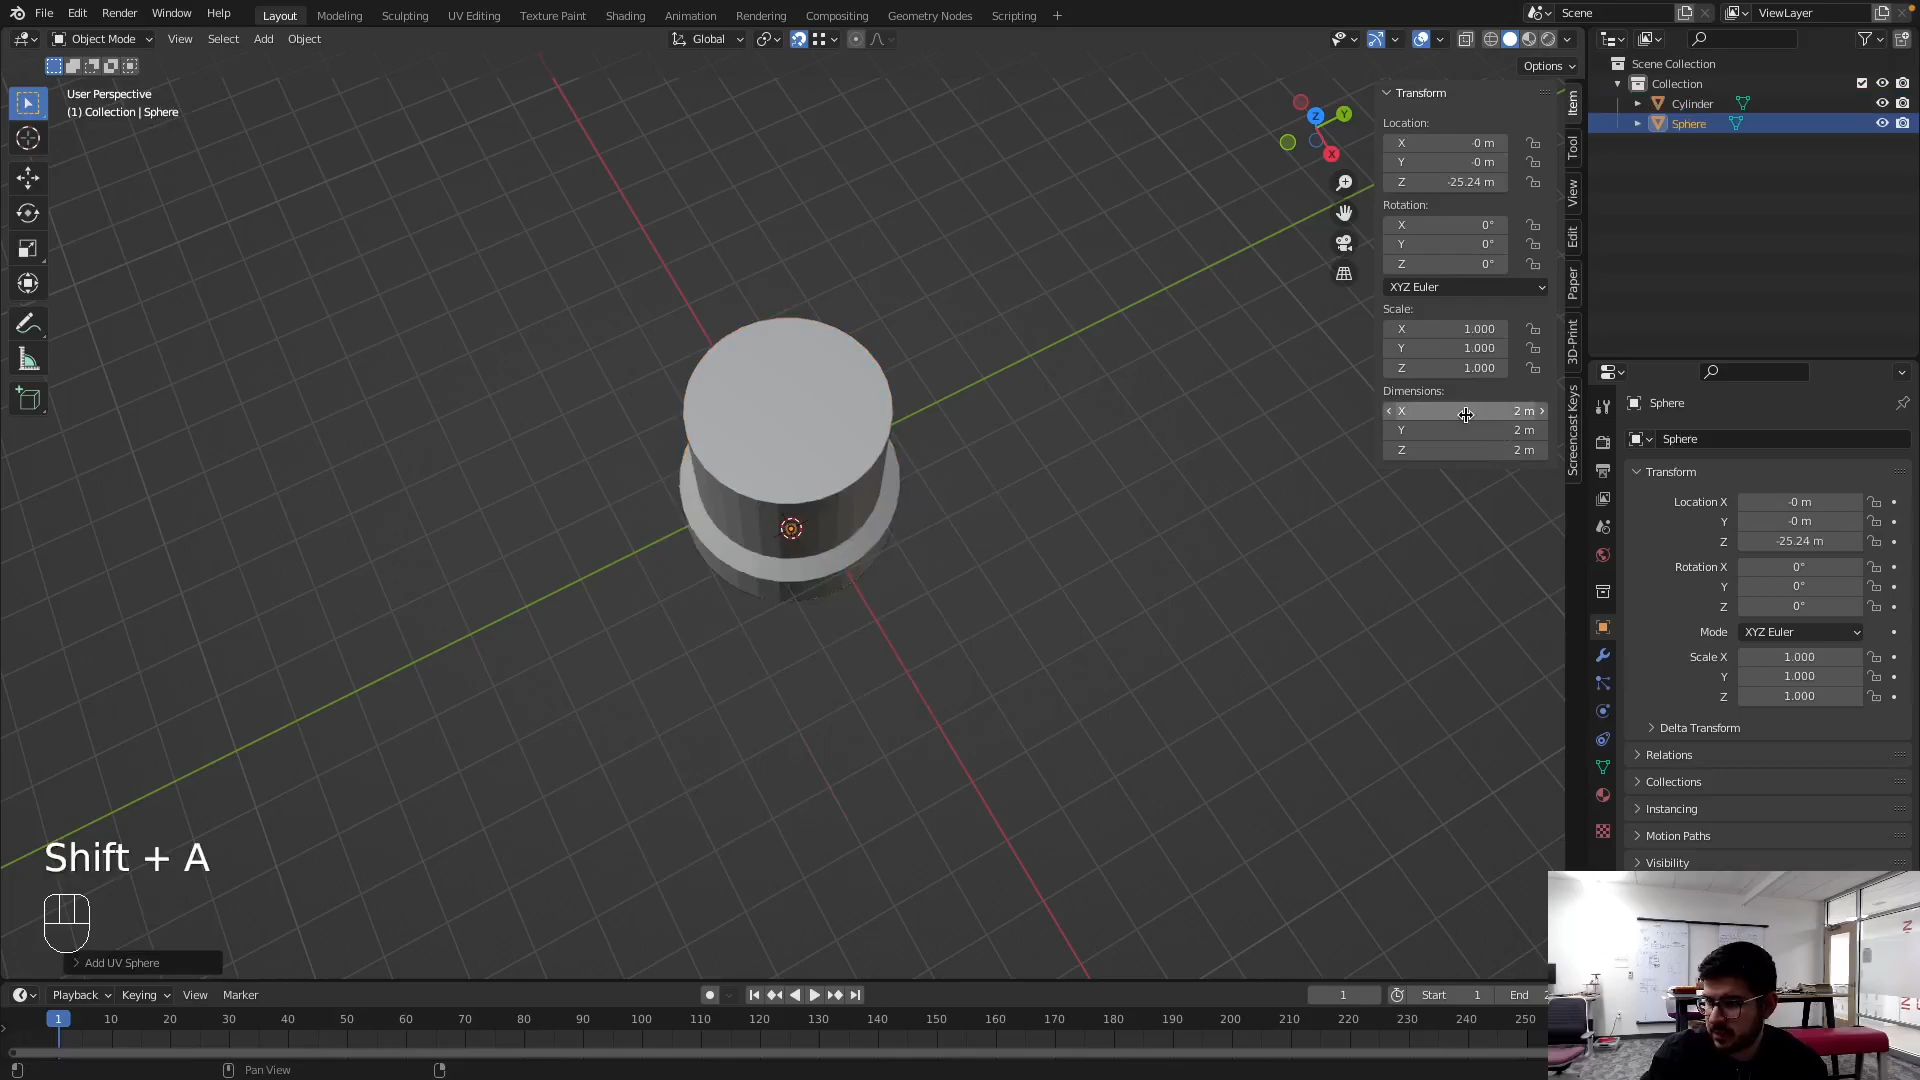 File Edit Render Window Help Layout Modeling Sculpting UV Editing Texture Paint Shading Animation Rendering Compositing Geometry Nodes Scripting +
Scene ViewLayer
Object Mode View Select Add Object Global
Options
User Perspective
(1) Collection | Sphere
Z Y X
Transform
Location:
X -0 m
Y -0 m
Z -25.24 m
Rotation:
X 0°
Y 0°
Z 0°
XYZ Euler
Scale:
X 1.000
Y 1.000
Z 1.000
Dimensions:
X 2 m
Y 2 m
Z 2 m
Item
Tool
View
Edit
Paper
3D-Print
Screencast Keys
Scene Collection
Collection
Cylinder
Sphere
Sphere
Sphere
Transform
Location X -0 m
Y -0 m
Z -25.24 m
Rotation X 0°
Y 0°
Z 0°
Mode XYZ Euler
Scale X 1.000
Y 1.000
Z 1.000
Delta Transform
Relations
Collections
Instancing
Motion Paths
Visibility
Shift + A
Add UV Sphere
Playback Keying View Marker 1 Start 1 End 2
1 10 20 30 40 50 60 70 80 90 100 110 120 130 140 150 160 170 180 190 200 210 220 230 240 250
Pan View